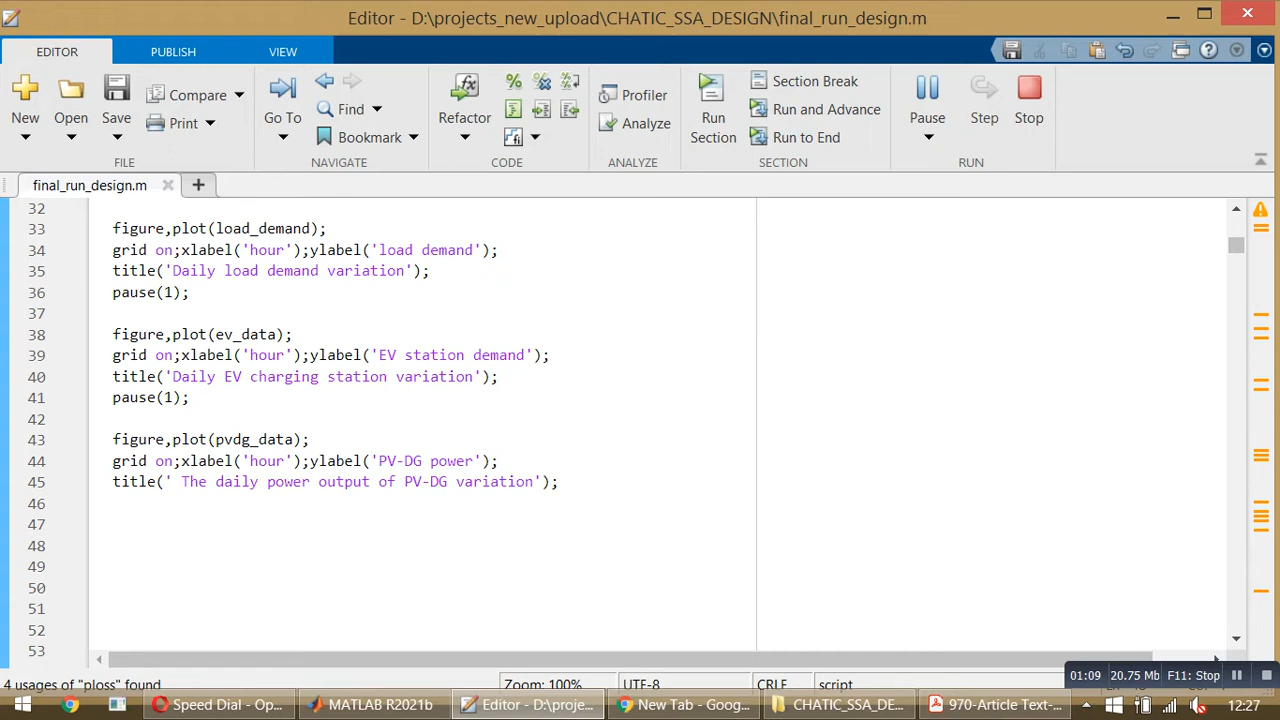 Editor - D:\projects_new_upload\CHATIC_SSA_DESIGN\final_run_design.m
EDITOR PUBLISH VIEW
New Open Save Compare Print
FILE
Go To Find Bookmark
NAVIGATE
Refactor
CODE
Profiler
Analyze
ANALYZE
Run Section
Section Break
Run and Advance
Run to End
SECTION
Pause Step Stop
RUN
final_run_design.m
32
33 figure,plot(load_demand);
34 grid on;xlabel('hour');ylabel('load demand');
35 title('Daily load demand variation');
36 pause(1);
37
38 figure,plot(ev_data);
39 grid on;xlabel('hour');ylabel('EV station demand');
40 title('Daily EV charging station variation');
41 pause(1);
42
43 figure,plot(pvdg_data);
44 grid on;xlabel('hour');ylabel('PV-DG power');
45 title(' The daily power output of PV-DG variation');
46
47
48
49
50
51
52
53
01:09 20.75 Mb F11: Stop
4 usages of "ploss" found Zoom: 100% UTF-8 CRLF script
Speed Dial - Op... MATLAB R2021b Editor - D:\proje... New Tab - Goog... CHATIC_SSA_DE... 970-Article Text-... 12:27